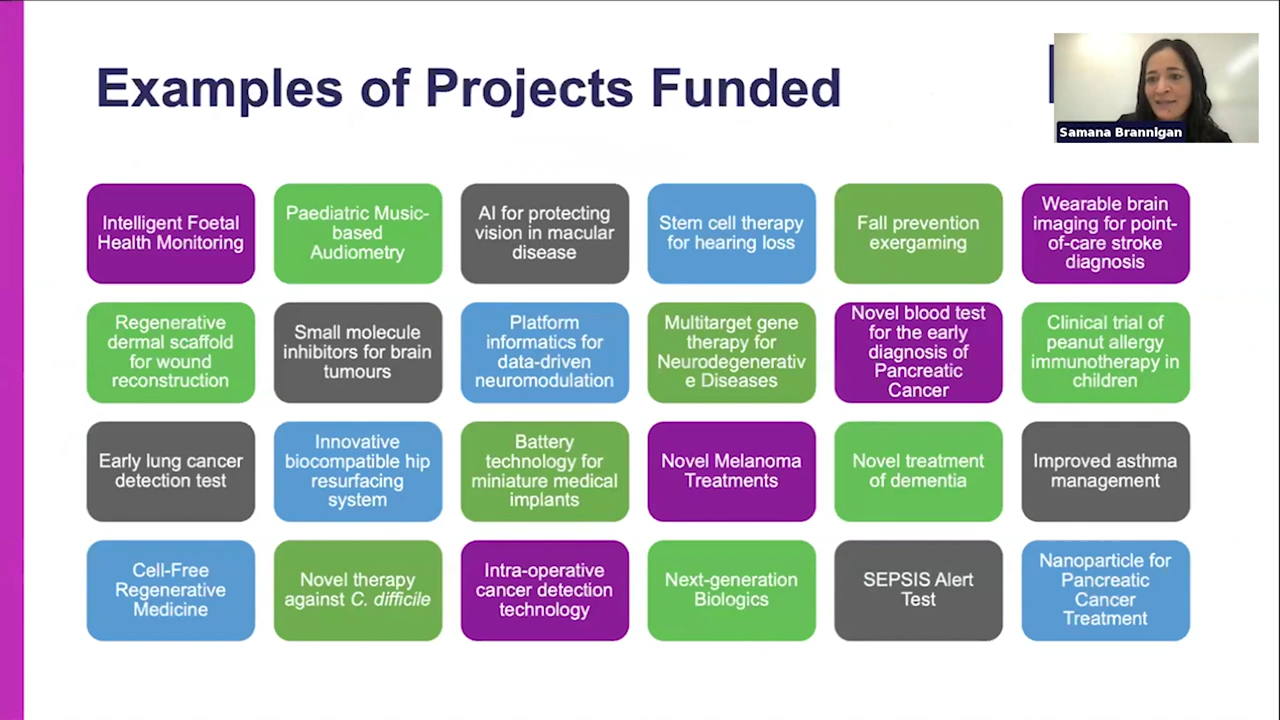 Examples of Projects Funded
Samana Brannigan
Intelligent Foetal
Health Monitoring
Paediatric Music-
based
Audiometry
AI for protecting
vision in macular
disease
Stem cell therapy
for hearing loss
Fall prevention
exergaming
Wearable brain
imaging for point-
of-care stroke
diagnosis
Regenerative
dermal scaffold
for wound
reconstruction
Small molecule
inhibitors for brain
tumours
Platform
informatics for
data-driven
neuromodulation
Multitarget gene
therapy for
Neurodegenerativ
e Diseases
Novel blood test
for the early
diagnosis of
Pancreatic
Cancer
Clinical trial of
peanut allergy
immunotherapy in
children
Early lung cancer
detection test
Innovative
biocompatible hip
resurfacing
system
Battery
technology for
miniature medical
implants
Novel Melanoma
Treatments
Novel treatment
of dementia
Improved asthma
management
Cell-Free
Regenerative
Medicine
Novel therapy
against C. difficile
Intra-operative
cancer detection
technology
Next-generation
Biologics
SEPSIS Alert
Test
Nanoparticle for
Pancreatic
Cancer
Treatment